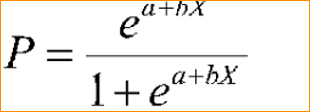 P = e^{a+bX} / (1 + e^{a+bX})